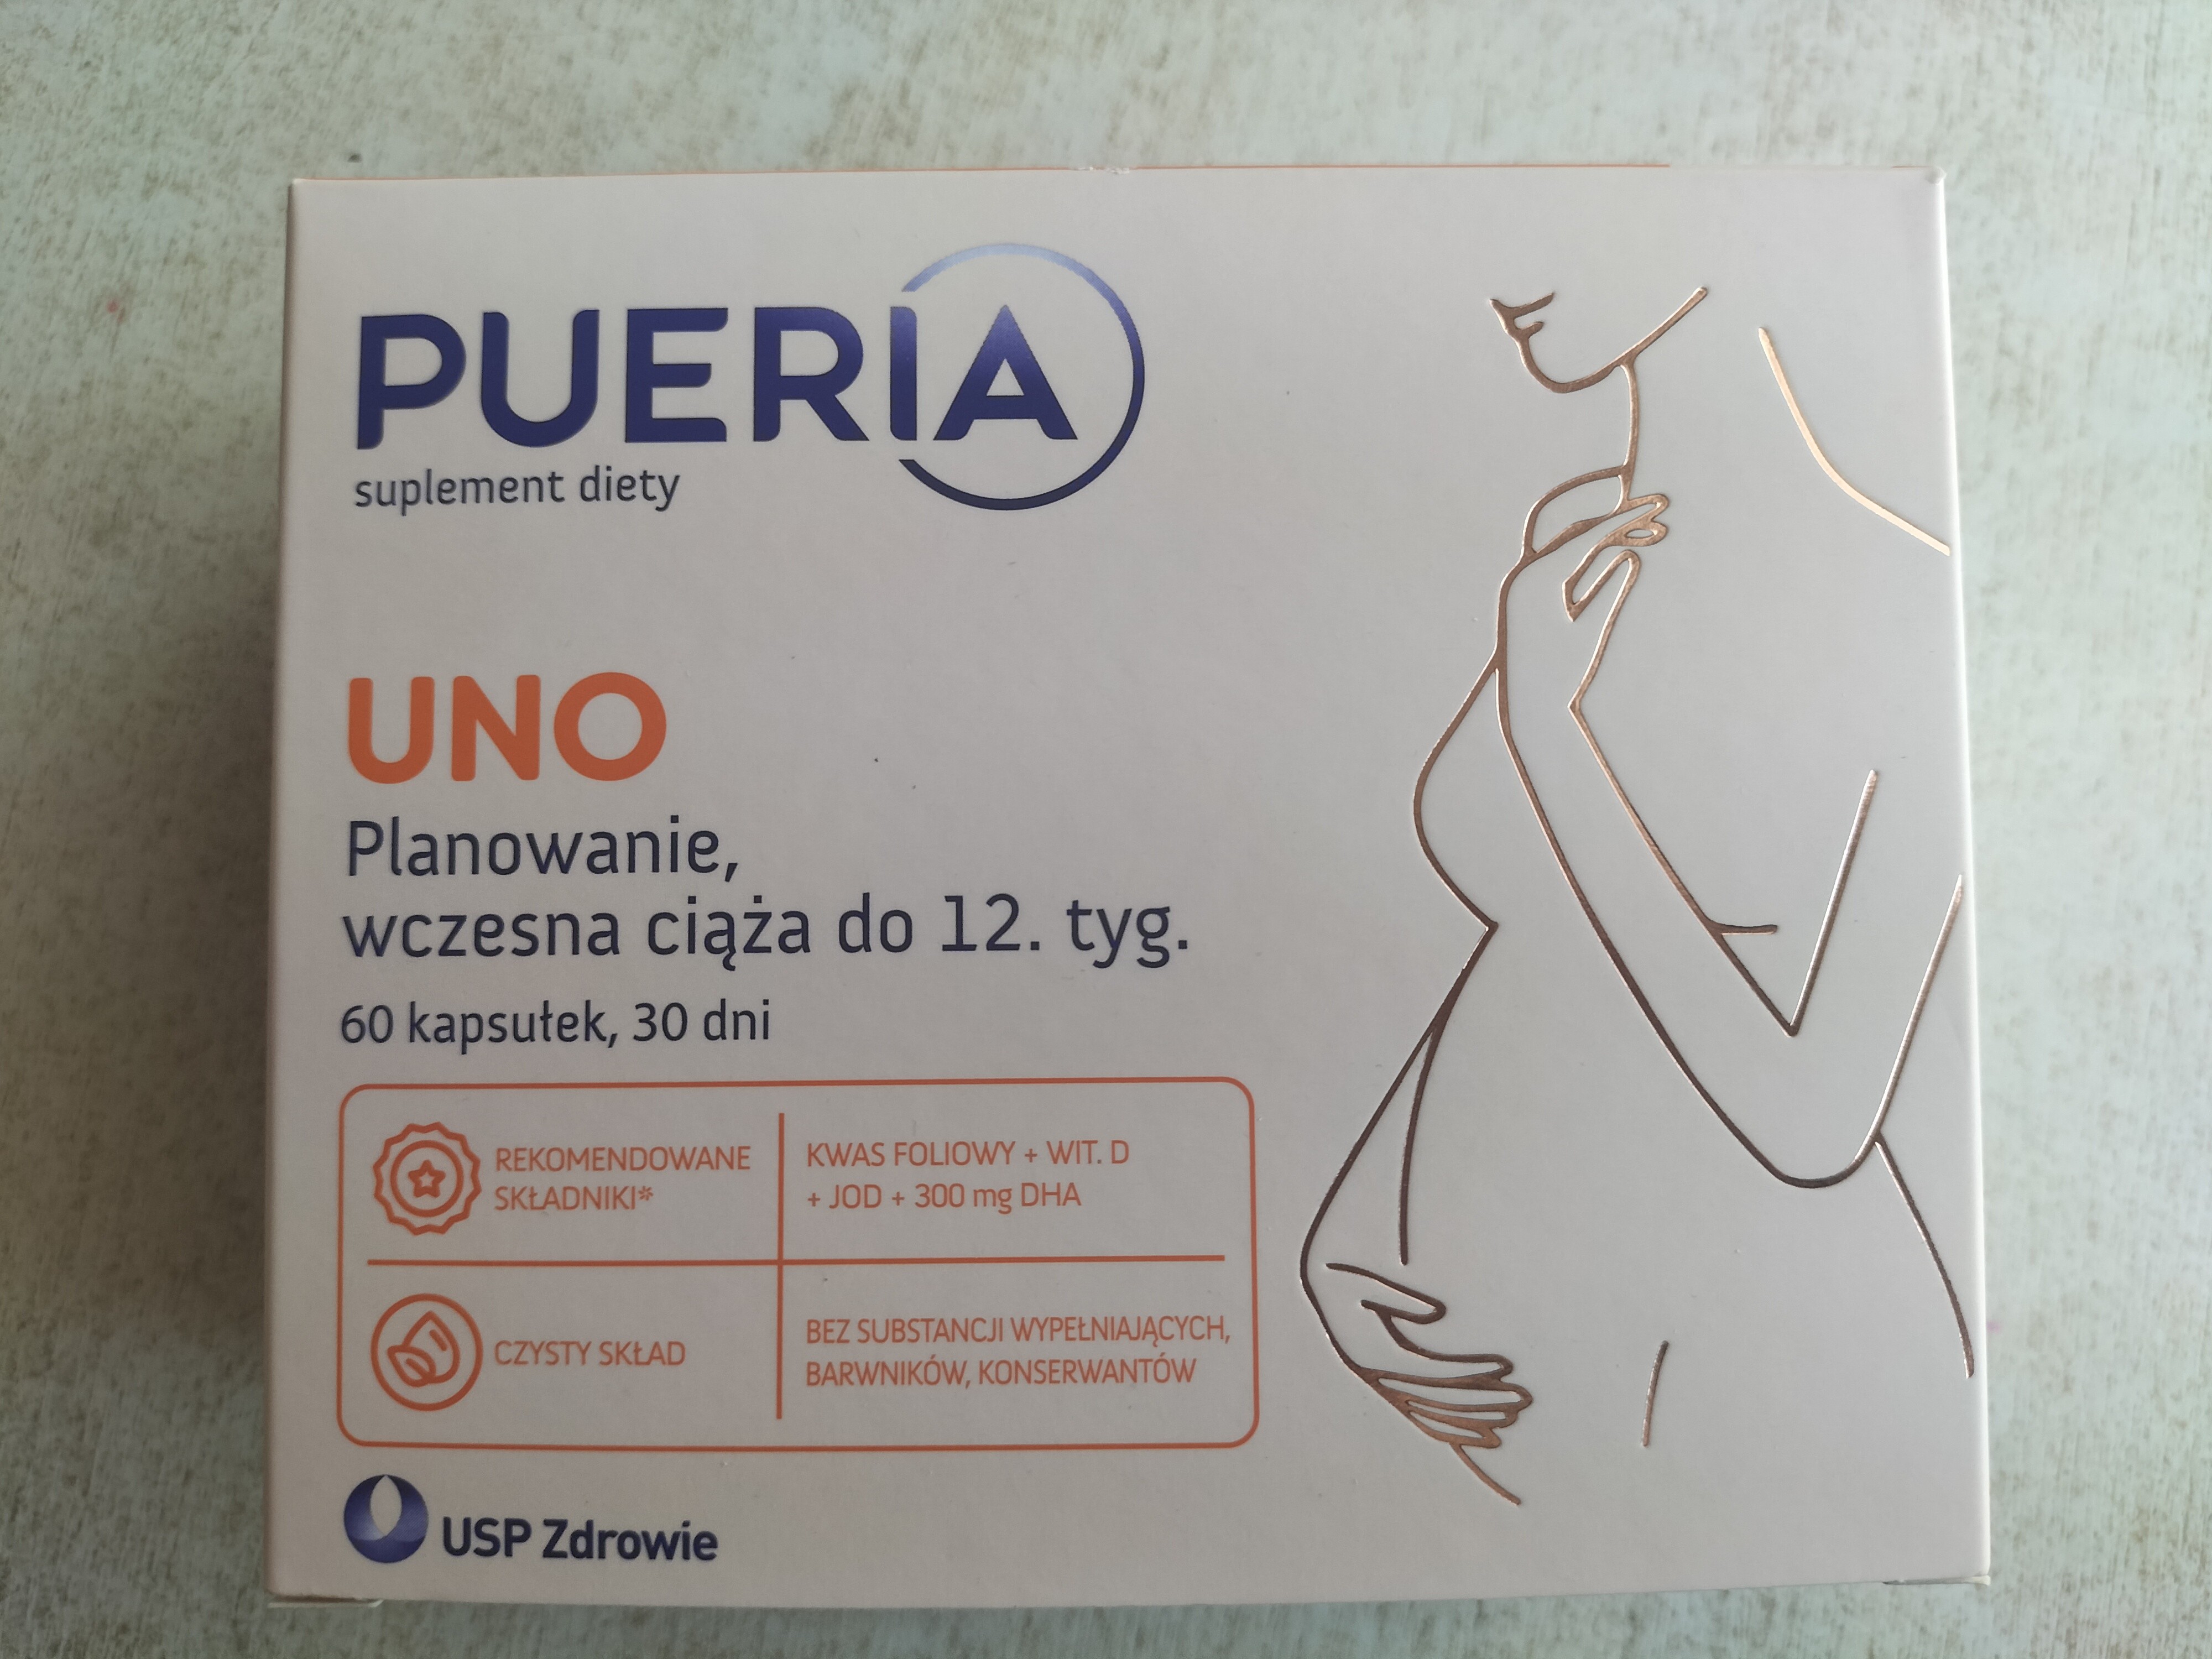 PUERIA
suplement diety
UNO
Planowanie,
wczesna ciąża do 12. tyg.
60 kapsułek, 30 dni
REKOMENDOWANE
SKŁADNIKI*
KWAS FOLIOWY + WIT. D
+ JOD + 300 mg DHA
CZYSTY SKŁAD
BEZ SUBSTANCJI WYPEŁNIAJĄCYCH,
BARWNIKÓW, KONSERWANTÓW
USP Zdrowie